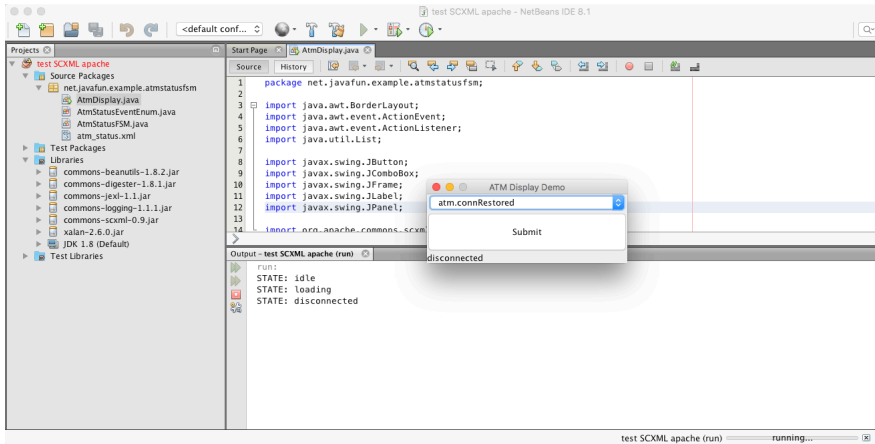 test SCXML apache – NetBeans IDE 8.1
<default conf...
Projects
test SCXML apache
Source Packages
net.javafun.example.atmstatusfsm
AtmDisplay.java
AtmStatusEventEnum.java
AtmStatusFSM.java
atm_status.xml
Test Packages
Libraries
commons-beanutils-1.8.2.jar
commons-digester-1.8.1.jar
commons-jexl-1.1.jar
commons-logging-1.1.1.jar
commons-scxml-0.9.jar
xalan-2.6.0.jar
JDK 1.8 (Default)
Test Libraries
Start Page
AtmDisplay.java
Source
History
1 package net.javafun.example.atmstatusfsm;
2
3 import java.awt.BorderLayout;
4 import java.awt.event.ActionEvent;
5 import java.awt.event.ActionListener;
6 import java.util.List;
7
8 import javax.swing.JButton;
9 import javax.swing.JComboBox;
10 import javax.swing.JFrame;
11 import javax.swing.JLabel;
12 import javax.swing.JPanel;
13
14 import org.apache.commons.scxm
ATM Display Demo
atm.connRestored
Submit
disconnected
Output – test SCXML apache (run)
run:
STATE: idle
STATE: loading
STATE: disconnected
test SCXML apache (run)
running...